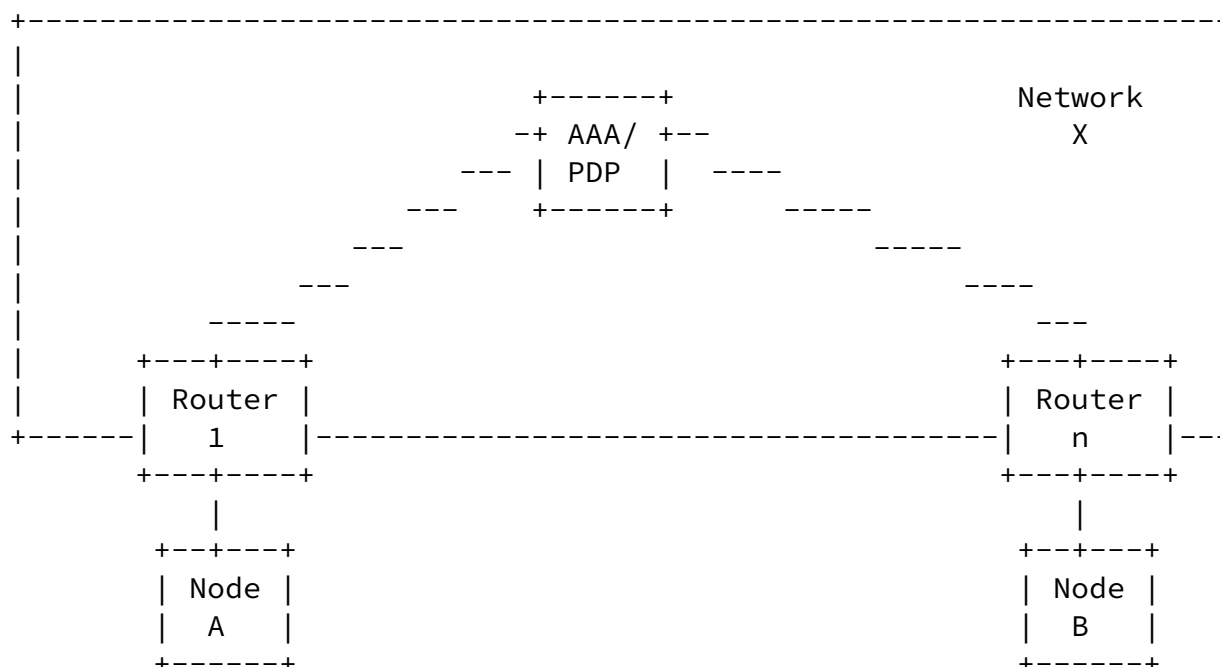 Network
AAA/ X
PDP
Router Router
1 n
Node Node
A B